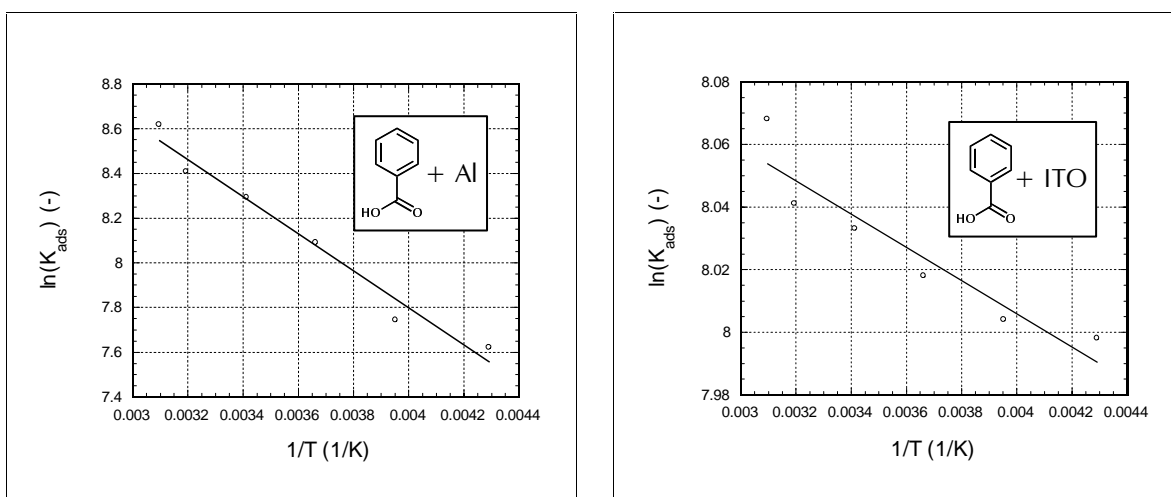 8.8
8.6
8.4
8.2
8
7.8
7.6
7.4
ln(K_ads) (-)
0.003 0.0032 0.0034 0.0036 0.0038 0.004 0.0042 0.0044
1/T (1/K)
HO O + Al
8.08
8.06
8.04
8.02
8
7.98
ln(K_ads) (-)
0.003 0.0032 0.0034 0.0036 0.0038 0.004 0.0042 0.0044
1/T (1/K)
HO O + ITO